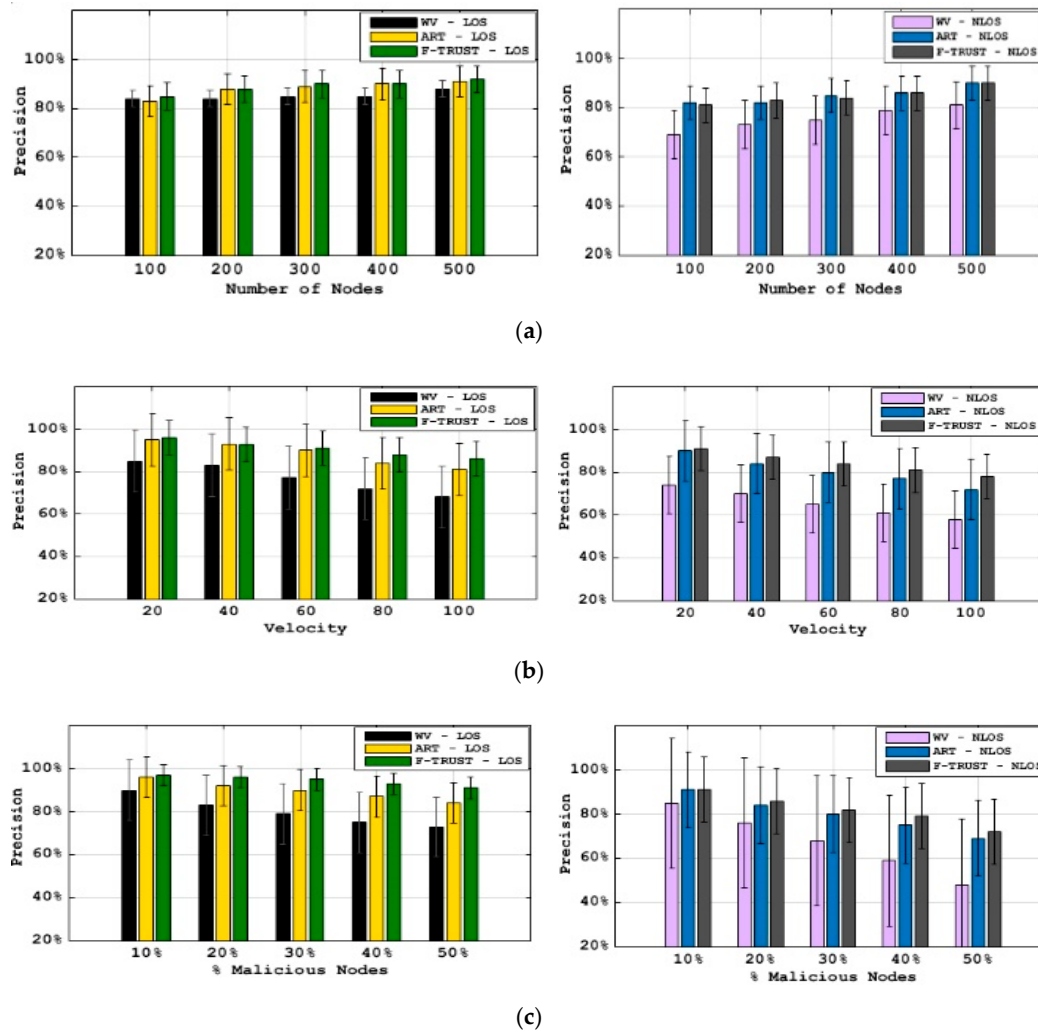 WV - LOS
ART - LOS
F-TRUST - LOS
100%
80%
60%
40%
20%
Precision
100 200 300 400 500
Number of Nodes
WV - NLOS
ART - NLOS
F-TRUST - NLOS
100%
80%
60%
40%
20%
Precision
100 200 300 400 500
Number of Nodes
(a)
WV - LOS
ART - LOS
F-TRUST - LOS
100%
80%
60%
40%
20%
Precision
20 40 60 80 100
Velocity
WV - NLOS
ART - NLOS
F-TRUST - NLOS
100%
80%
60%
40%
20%
Precision
20 40 60 80 100
Velocity
(b)
WV - LOS
ART - LOS
F-TRUST - LOS
100%
80%
60%
40%
20%
Precision
10% 20% 30% 40% 50%
% Malicious Nodes
WV - NLOS
ART - NLOS
F-TRUST - NLOS
100%
80%
60%
40%
20%
Precision
10% 20% 30% 40% 50%
% Malicious Nodes
(c)